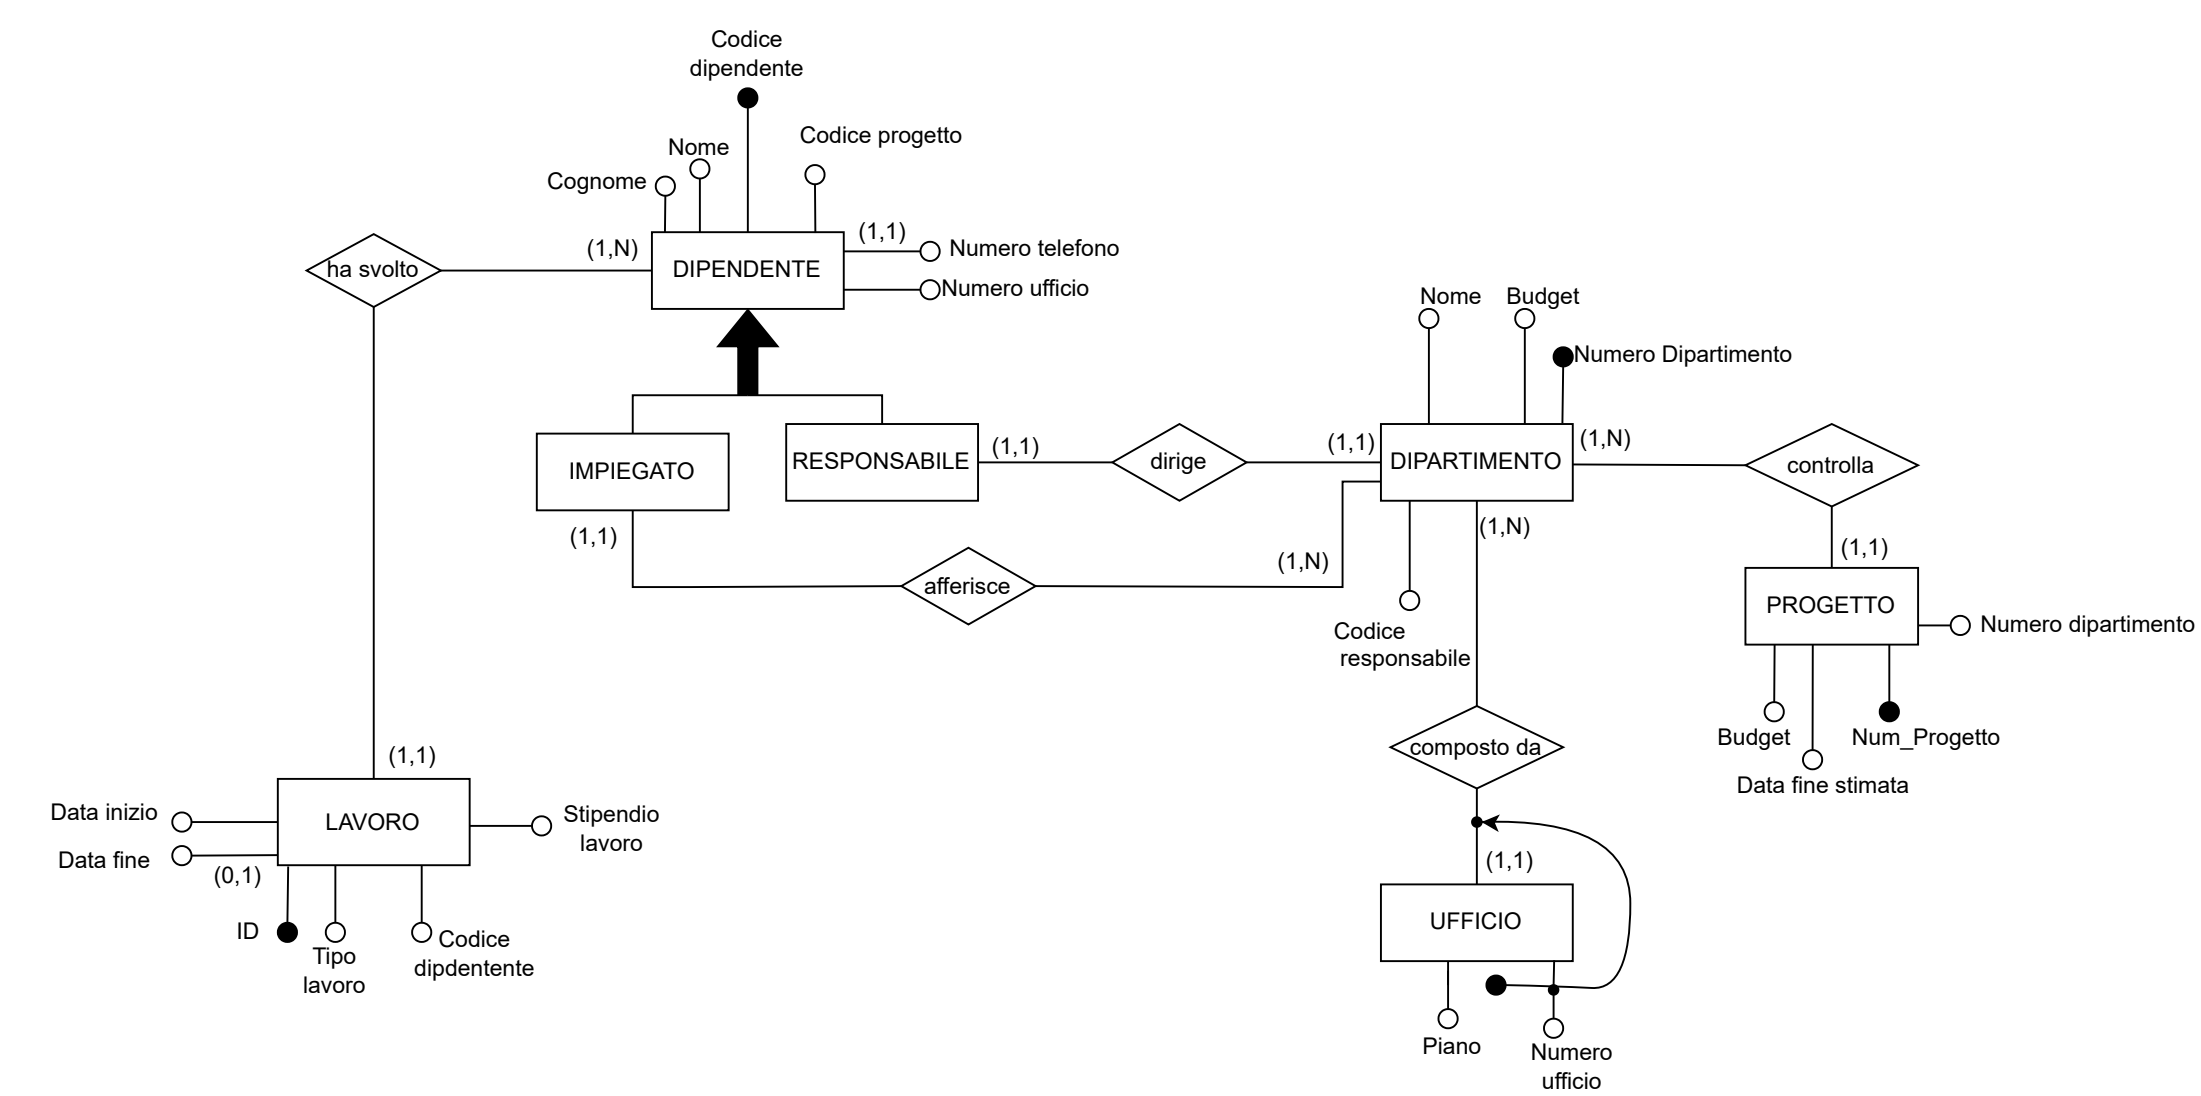 Codice
dipendente
Codice progetto
Nome
Cognome
(1,1)
(1,N)
Numero telefono
ha svolto
DIPENDENTE
Numero ufficio
Nome
Budget
Numero Dipartimento
(1,N)
(1,1)
(1,1)
IMPIEGATO
RESPONSABILE
dirige
DIPARTIMENTO
controlla
(1,1)
(1,N)
(1,N)
(1,1)
afferisce
PROGETTO
Numero dipartimento
Codice
responsabile
Budget
Num_Progetto
composto da
Data fine stimata
(1,1)
Data inizio
LAVORO
Stipendio
lavoro
Data fine
(0,1)
(1,1)
UFFICIO
ID
Tipo
lavoro
Codice
dipdentente
Piano
Numero
ufficio